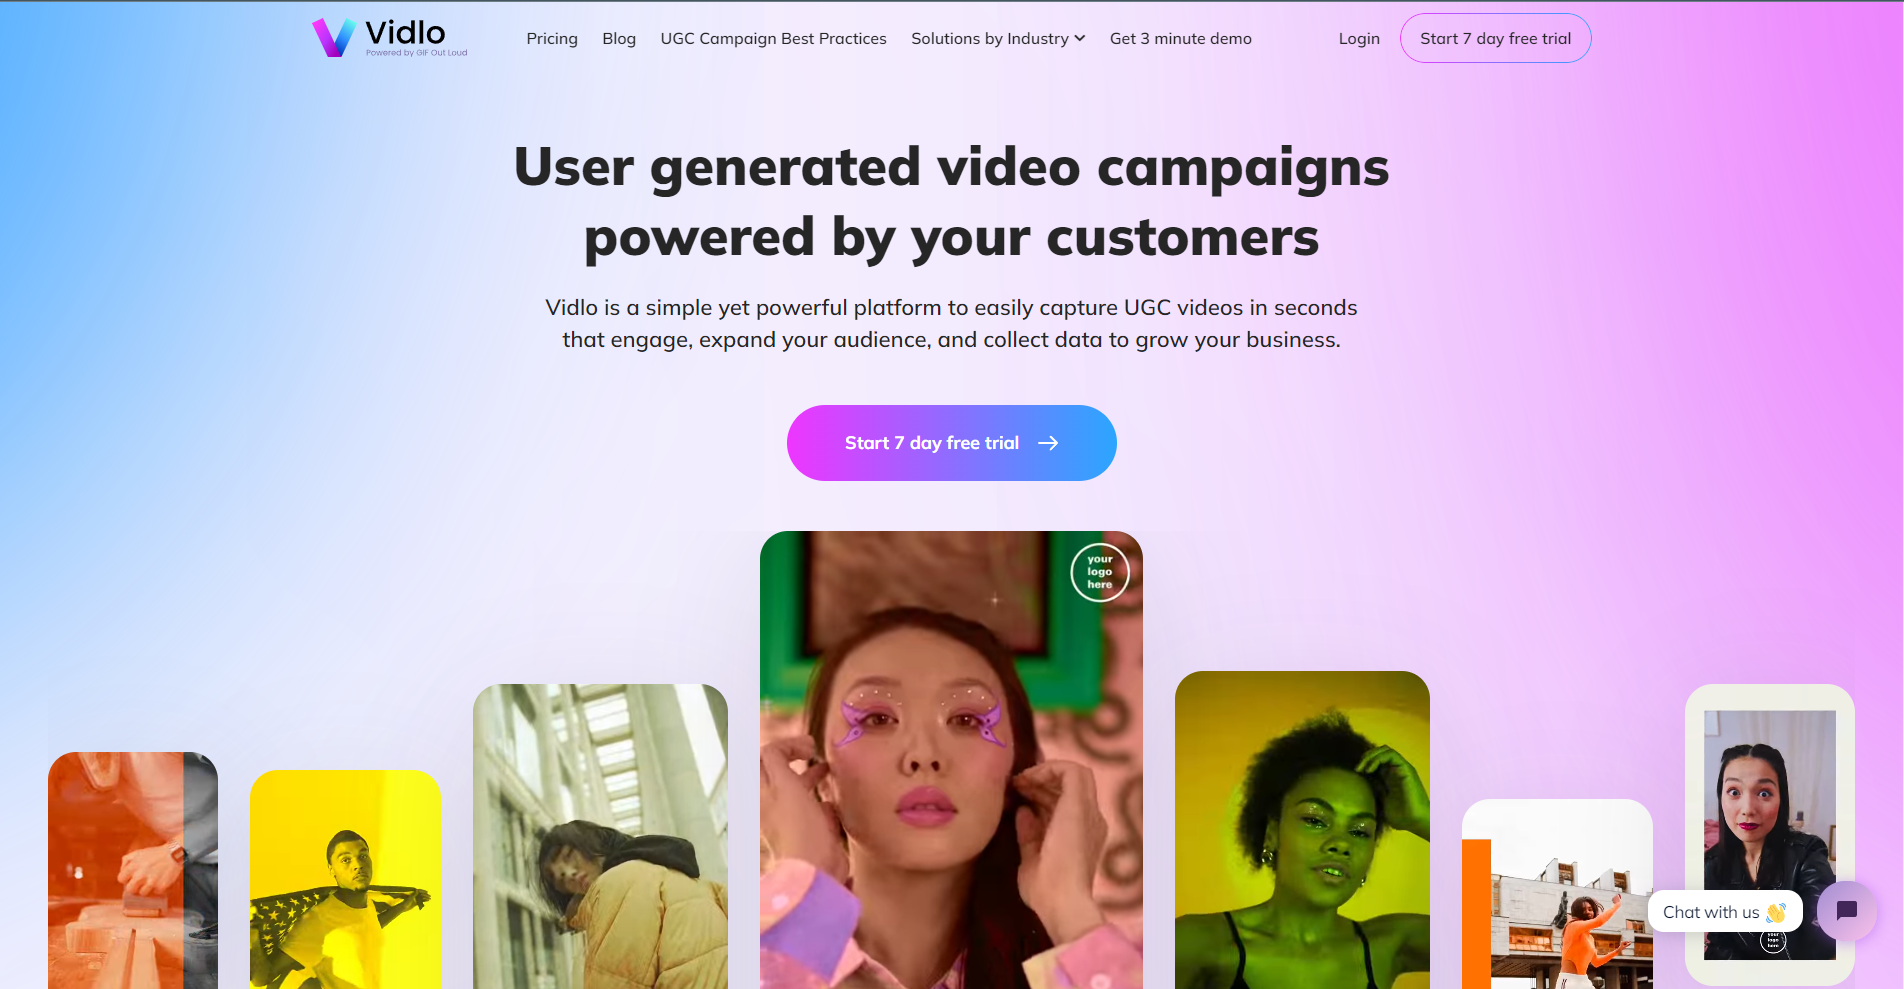 Vidlo
Powered by GIF Out Loud
Pricing
Blog
UGC Campaign Best Practices
Solutions by Industry
Get 3 minute demo
Login
Start 7 day free trial
User generated video campaigns
powered by your customers
Vidlo is a simple yet powerful platform to easily capture UGC videos in seconds
that engage, expand your audience, and collect data to grow your business.
Start 7 day free trial
your
logo
here
Chat with us
your
logo
here